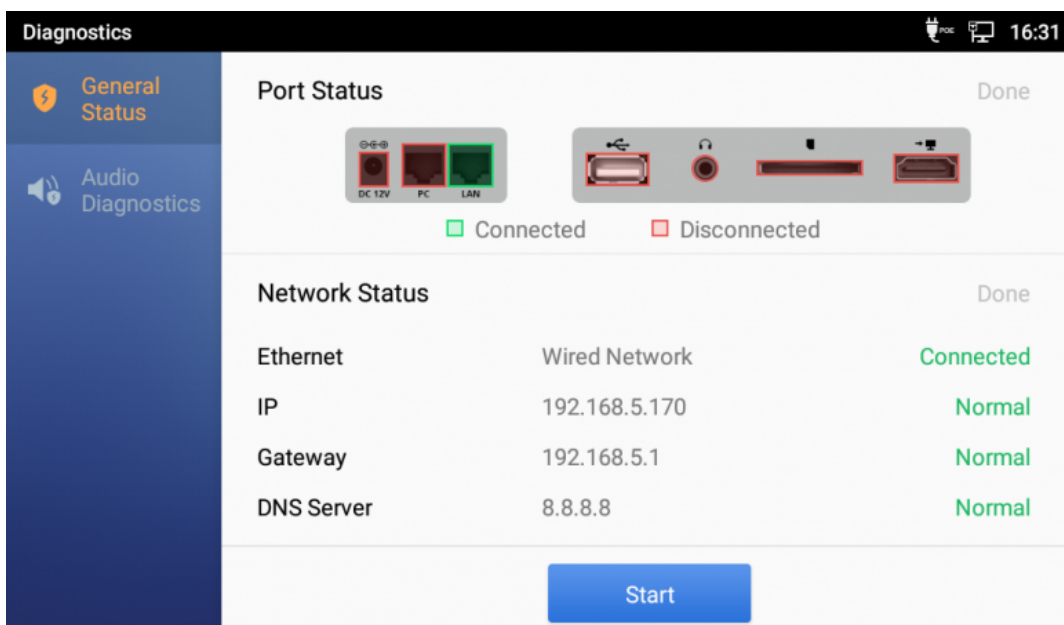 Diagnostics
POE
16:31
General
Status
Audio
Diagnostics
Port Status
Done
DC 12V
PC
LAN
Connected
Disconnected
Network Status
Done
Ethernet Wired Network Connected
IP 192.168.5.170 Normal
Gateway 192.168.5.1 Normal
DNS Server 8.8.8.8 Normal
Start